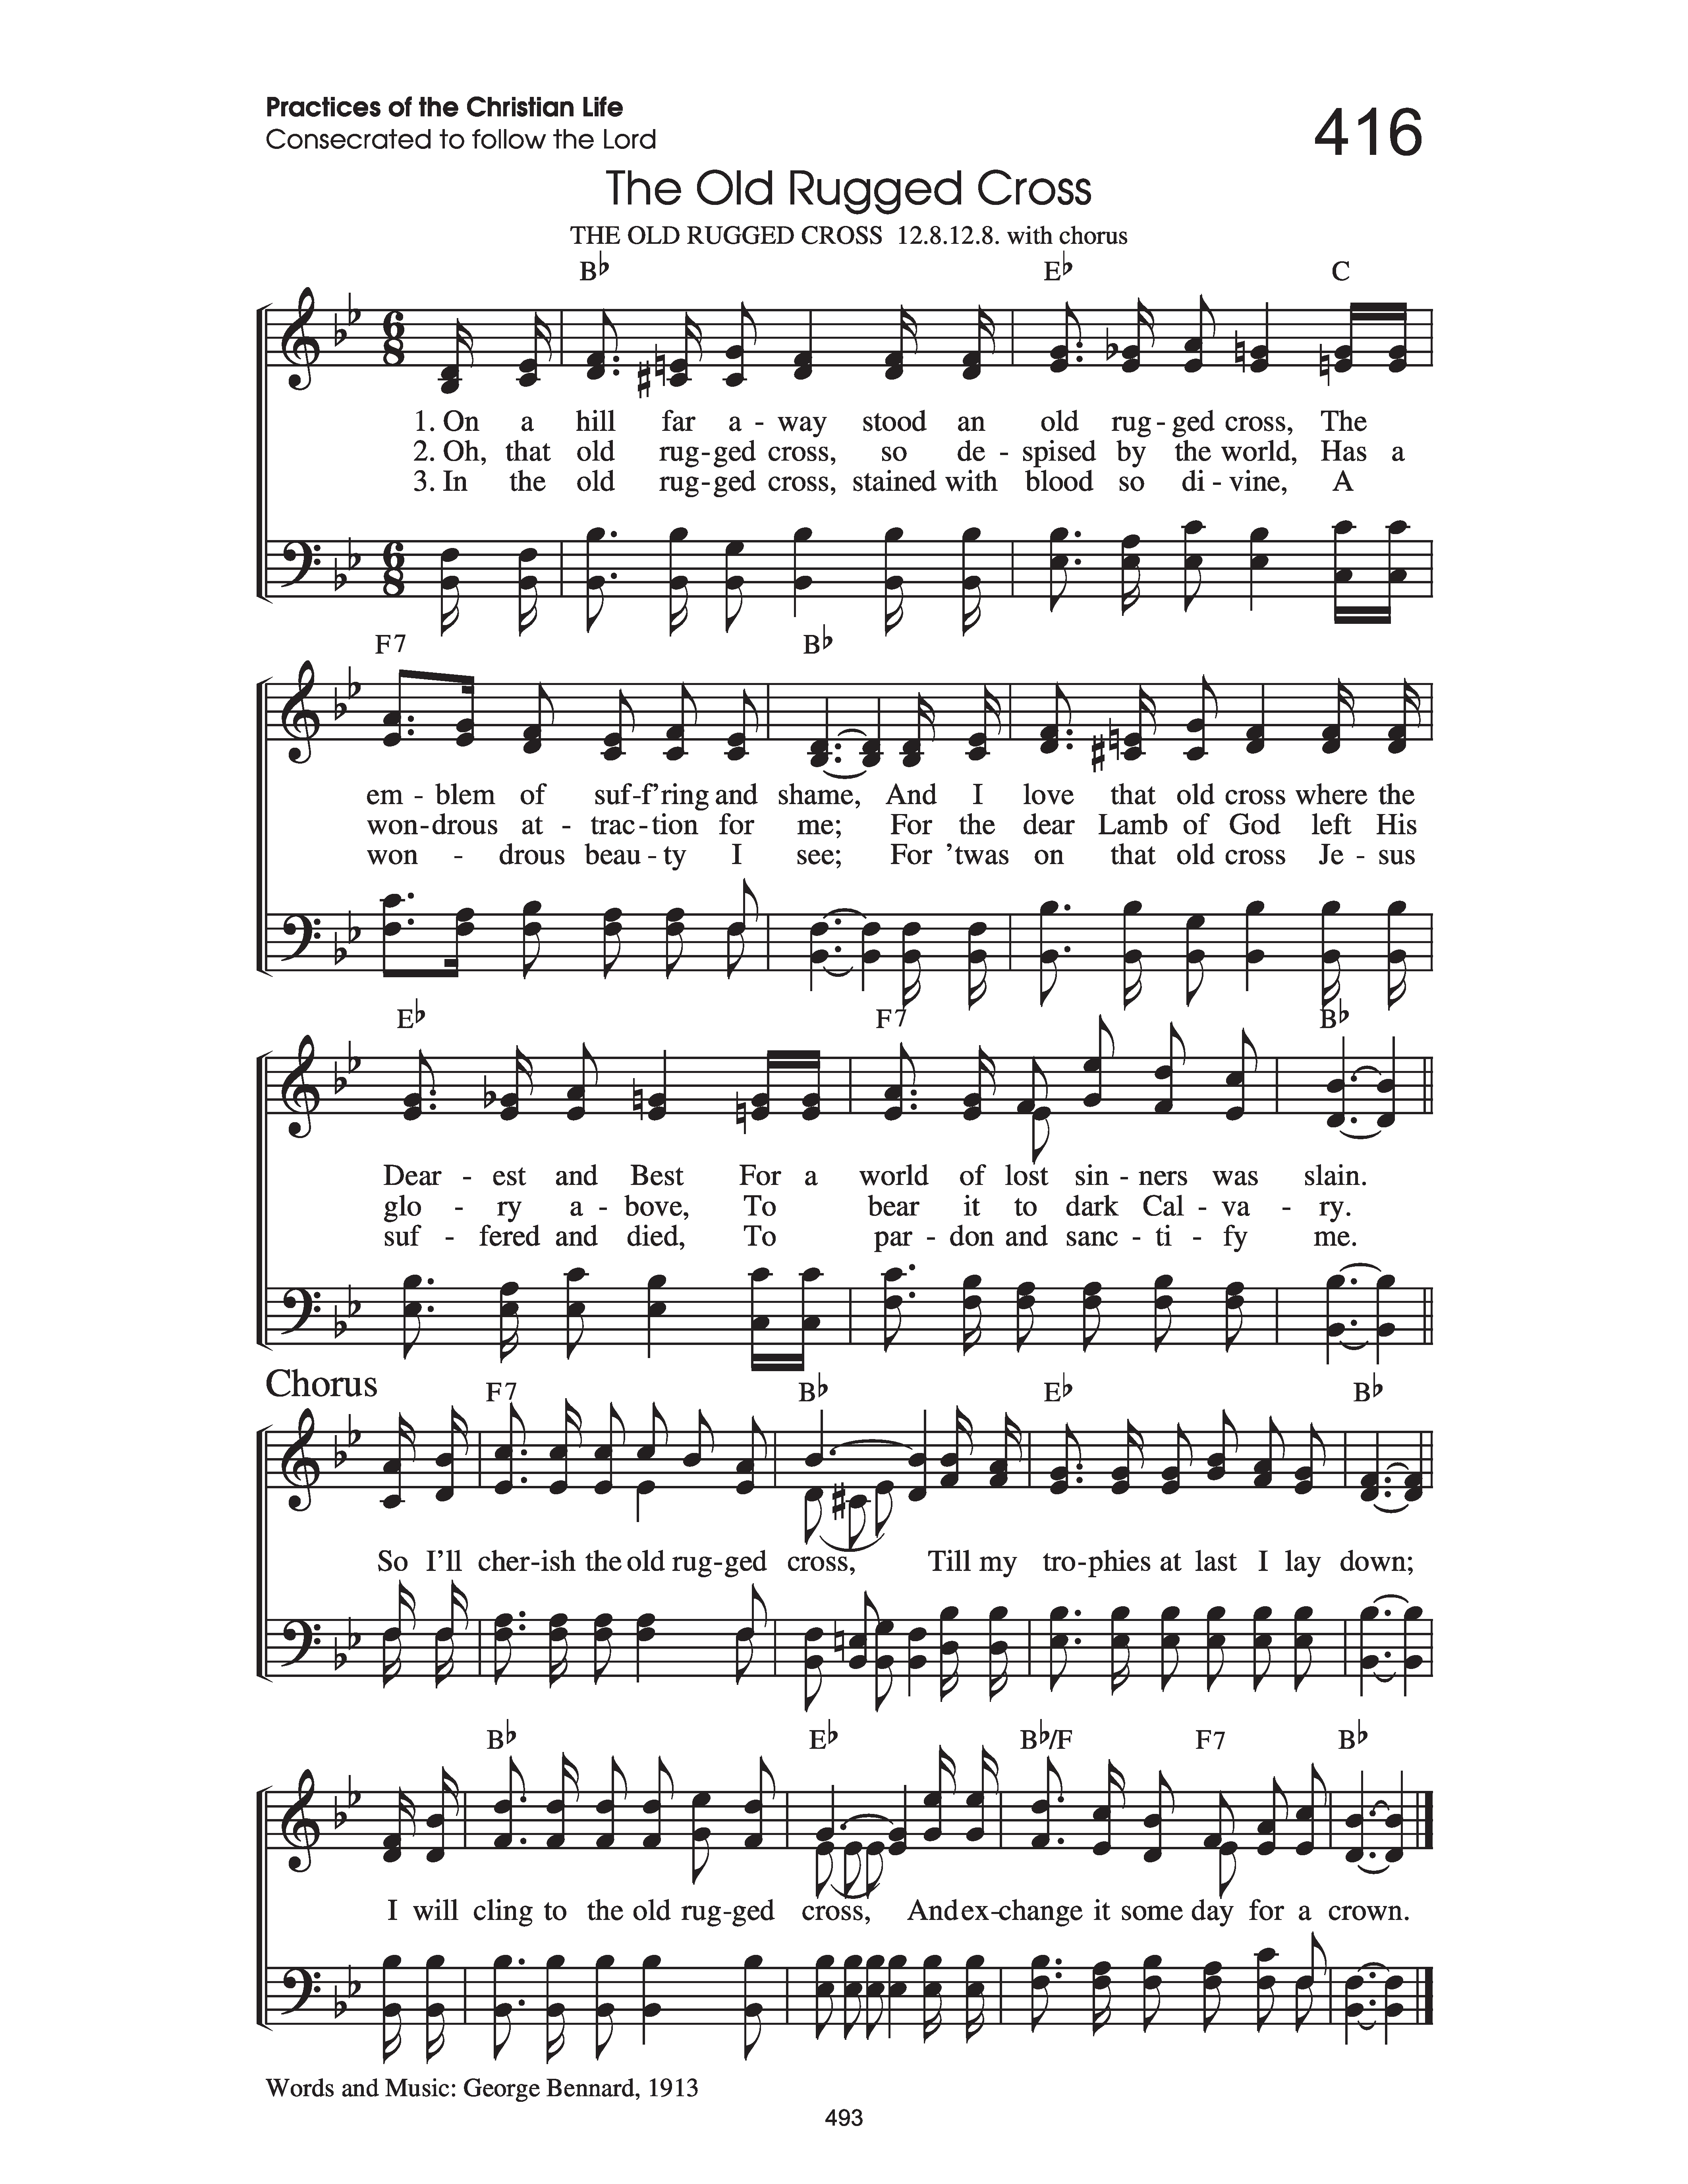 Practices of the Christian Life
Consecrated to follow the Lord
416
The Old Rugged Cross
THE OLD RUGGED CROSS 12.8.12.8. with chorus
B♭ E♭ C
6 8
1. On a hill far a - way stood an old rug - ged cross, The
2. Oh, that old rug - ged cross, so de - spised by the world, Has a
3. In the old rug - ged cross, stained with blood so di - vine, A
6 8
F7 B♭
em - blem of suf - f'ring and shame, And I love that old cross where the
won - drous at - trac - tion for me; For the dear Lamb of God left His
won - drous beau - ty I see; For 'twas on that old cross Je - sus
E♭ F7 B♭
Dear - est and Best For a world of lost sin - ners was slain.
glo - ry a - bove, To bear it to dark Cal - va - ry.
suf - fered and died, To par - don and sanc - ti - fy me.
Chorus
F7 B♭ E♭ B♭
So I'll cher - ish the old rug - ged cross, Till my tro - phies at last I lay down;
B♭ E♭ B♭/F F7 B♭
I will cling to the old rug - ged cross, And ex - change it some day for a crown.
Words and Music: George Bennard, 1913
493